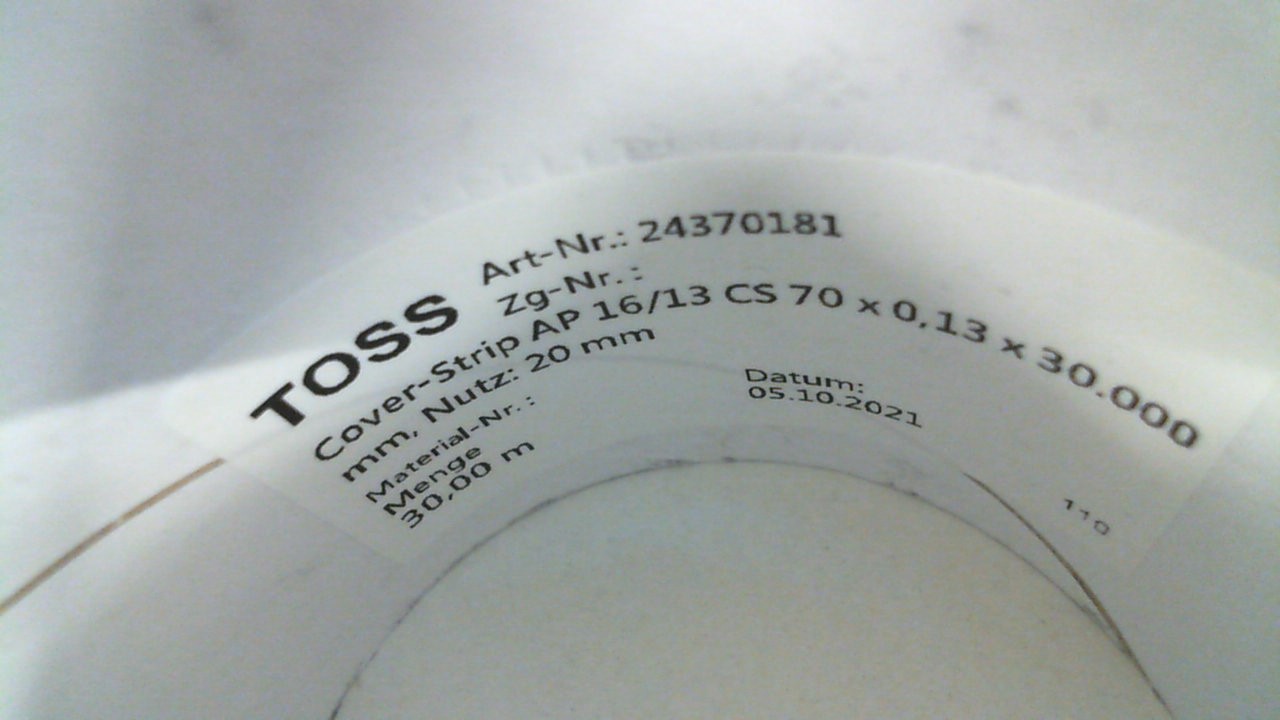 TOSS
Art-Nr.: 24370181
Zg-Nr. :
Cover-Strip AP 16/13 CS 70 x 0,13 x 30.000
mm, Nutz: 20 mm
Material-Nr. :
Menge
30,00 m
Datum:
05.10.2021
110